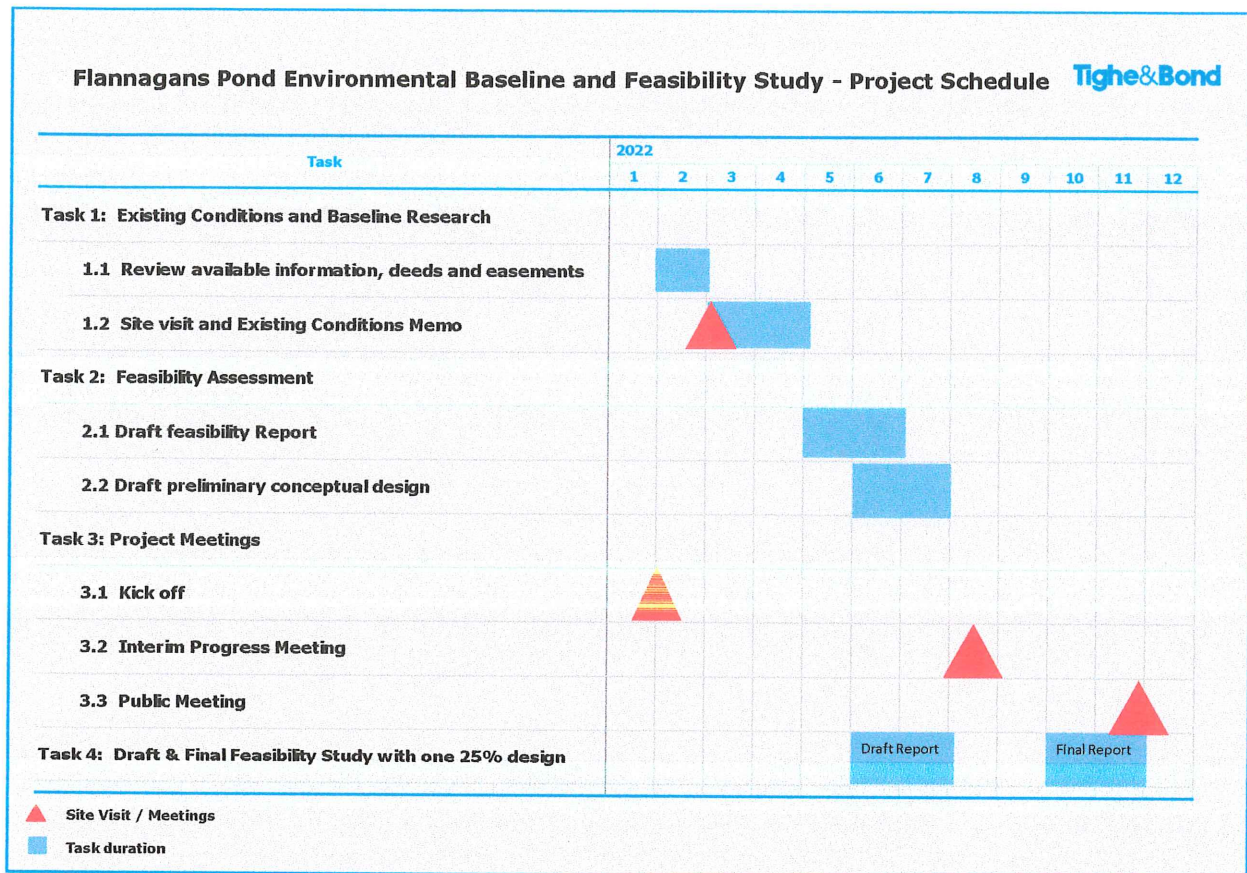 Flannagans Pond Environmental Baseline and Feasibility Study - Project Schedule
Tighe&Bond
Task
2022
1 2 3 4 5 6 7 8 9 10 11 12
Task 1: Existing Conditions and Baseline Research
1.1 Review available information, deeds and easements
1.2 Site visit and Existing Conditions Memo
Task 2: Feasibility Assessment
2.1 Draft feasibility Report
2.2 Draft preliminary conceptual design
Task 3: Project Meetings
3.1 Kick off
3.2 Interim Progress Meeting
3.3 Public Meeting
Task 4: Draft & Final Feasibility Study with one 25% design
Draft Report
Final Report
Site Visit / Meetings
Task duration